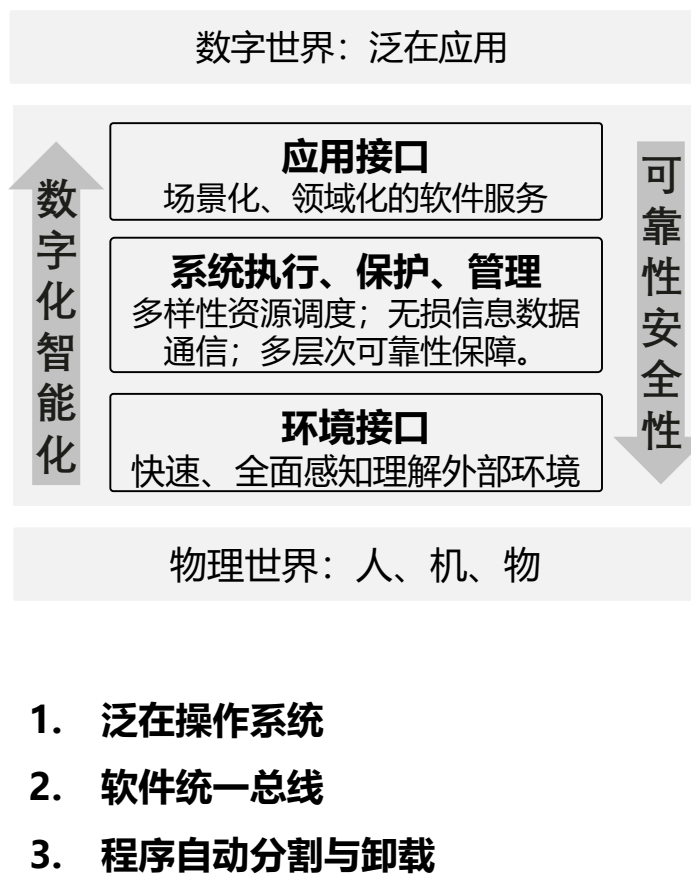 数字世界：泛在应用
数字化智能化
应用接口
场景化、领域化的软件服务
系统执行、保护、管理
多样性资源调度；无损信息数据
通信；多层次可靠性保障。
环境接口
快速、全面感知理解外部环境
可靠性安全性
物理世界：人、机、物
1. 泛在操作系统
2. 软件统一总线
3. 程序自动分割与卸载